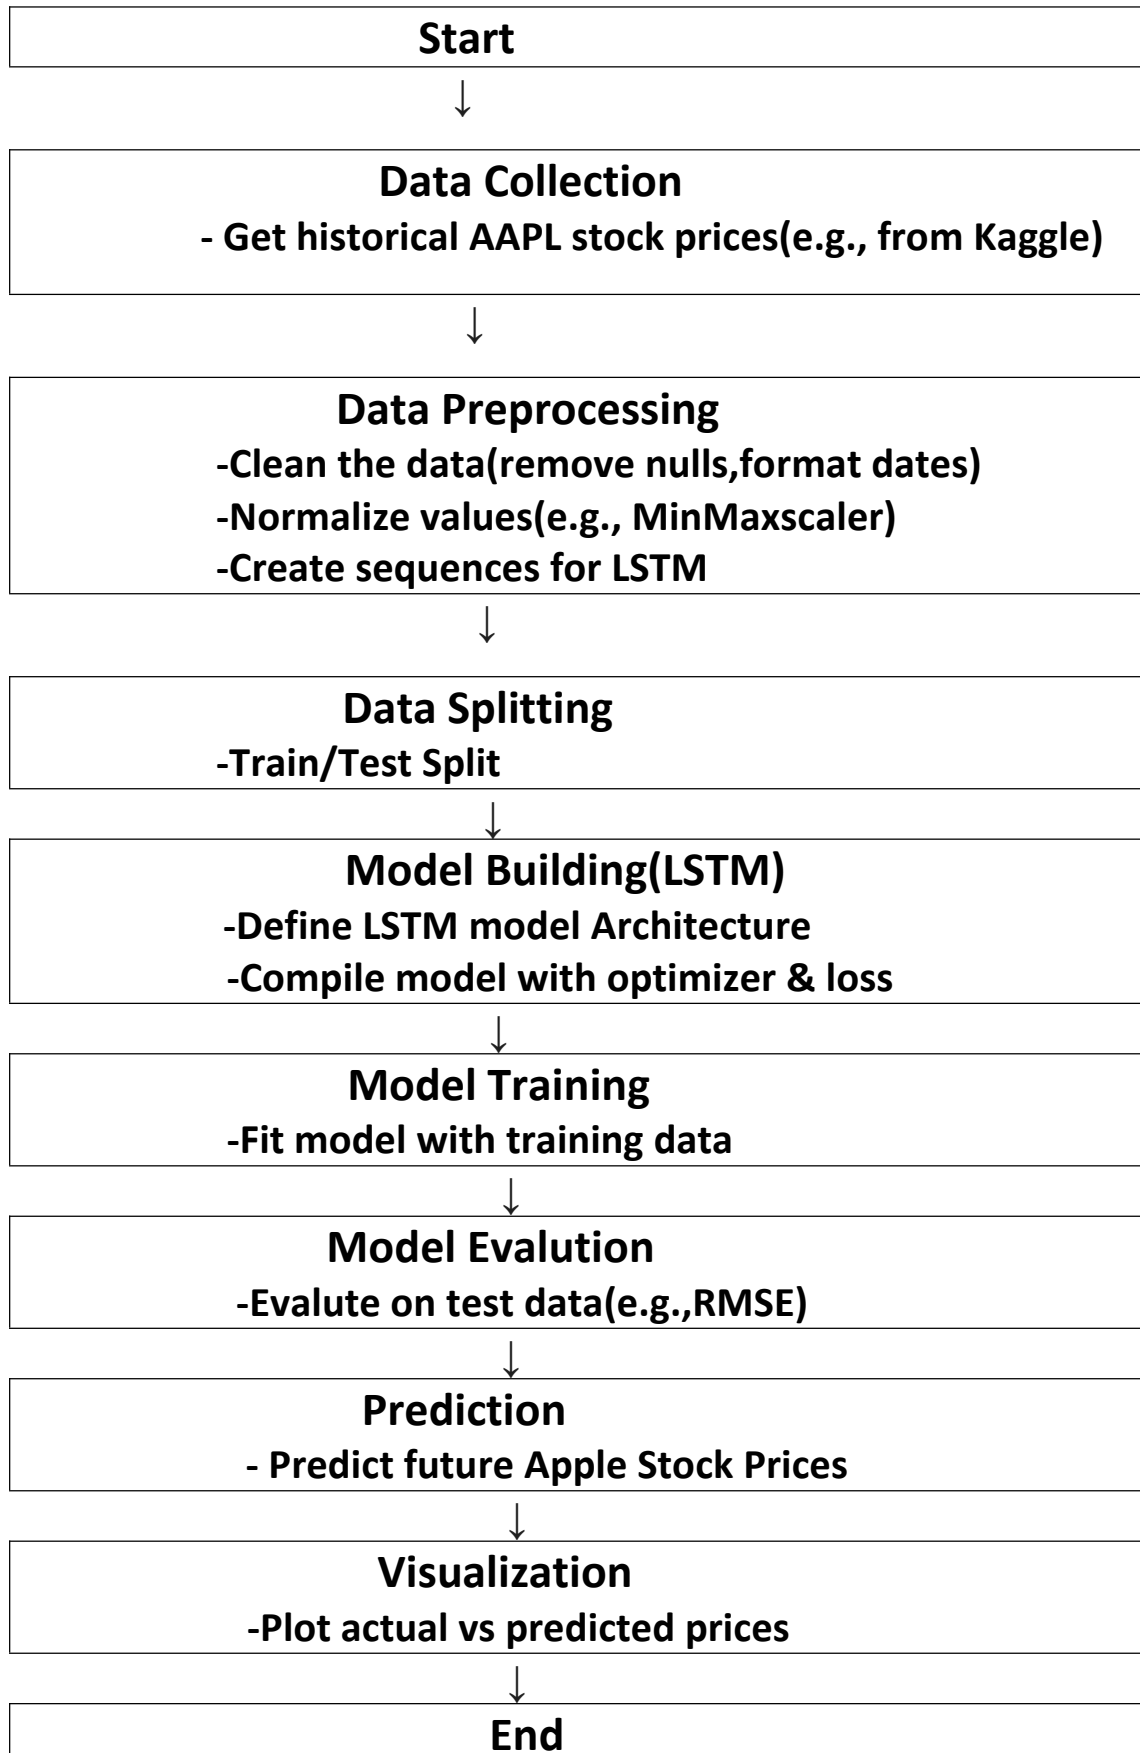 Start
↓
Data Collection
- Get historical AAPL stock prices(e.g., from Kaggle)
↓
Data Preprocessing
-Clean the data(remove nulls,format dates)
-Normalize values(e.g., MinMaxscaler)
-Create sequences for LSTM
↓
Data Splitting
-Train/Test Split
↓
Model Building(LSTM)
-Define LSTM model Architecture
-Compile model with optimizer & loss
↓
Model Training
-Fit model with training data
↓
Model Evalution
-Evalute on test data(e.g.,RMSE)
↓
Prediction
- Predict future Apple Stock Prices
↓
Visualization
-Plot actual vs predicted prices
↓
End